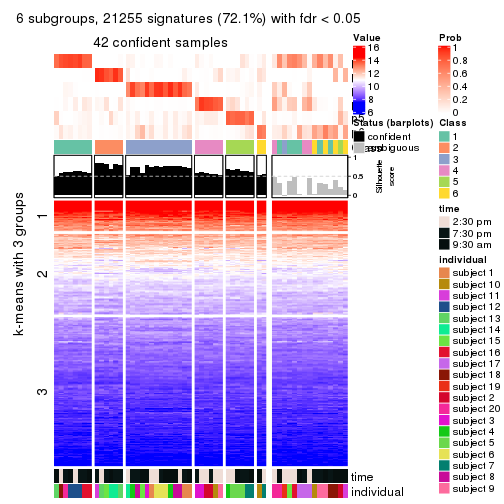 6 subgroups, 21255 signatures (72.1%) with fdr < 0.05
42 confident samples
k-means with 3 groups
1
2
3
1
0.5
0
Silhouette
score
time
individual
Value
16
14
12
10
8
6
Status (barplots)
confident
ambiguous
Prob
1
0.8
0.6
0.4
0.2
0
Class
1
2
3
4
5
6
time
2:30 pm
7:30 pm
9:30 am
individual
subject 1
subject 10
subject 11
subject 12
subject 13
subject 14
subject 15
subject 16
subject 17
subject 18
subject 19
subject 2
subject 20
subject 3
subject 4
subject 5
subject 6
subject 7
subject 8
subject 9